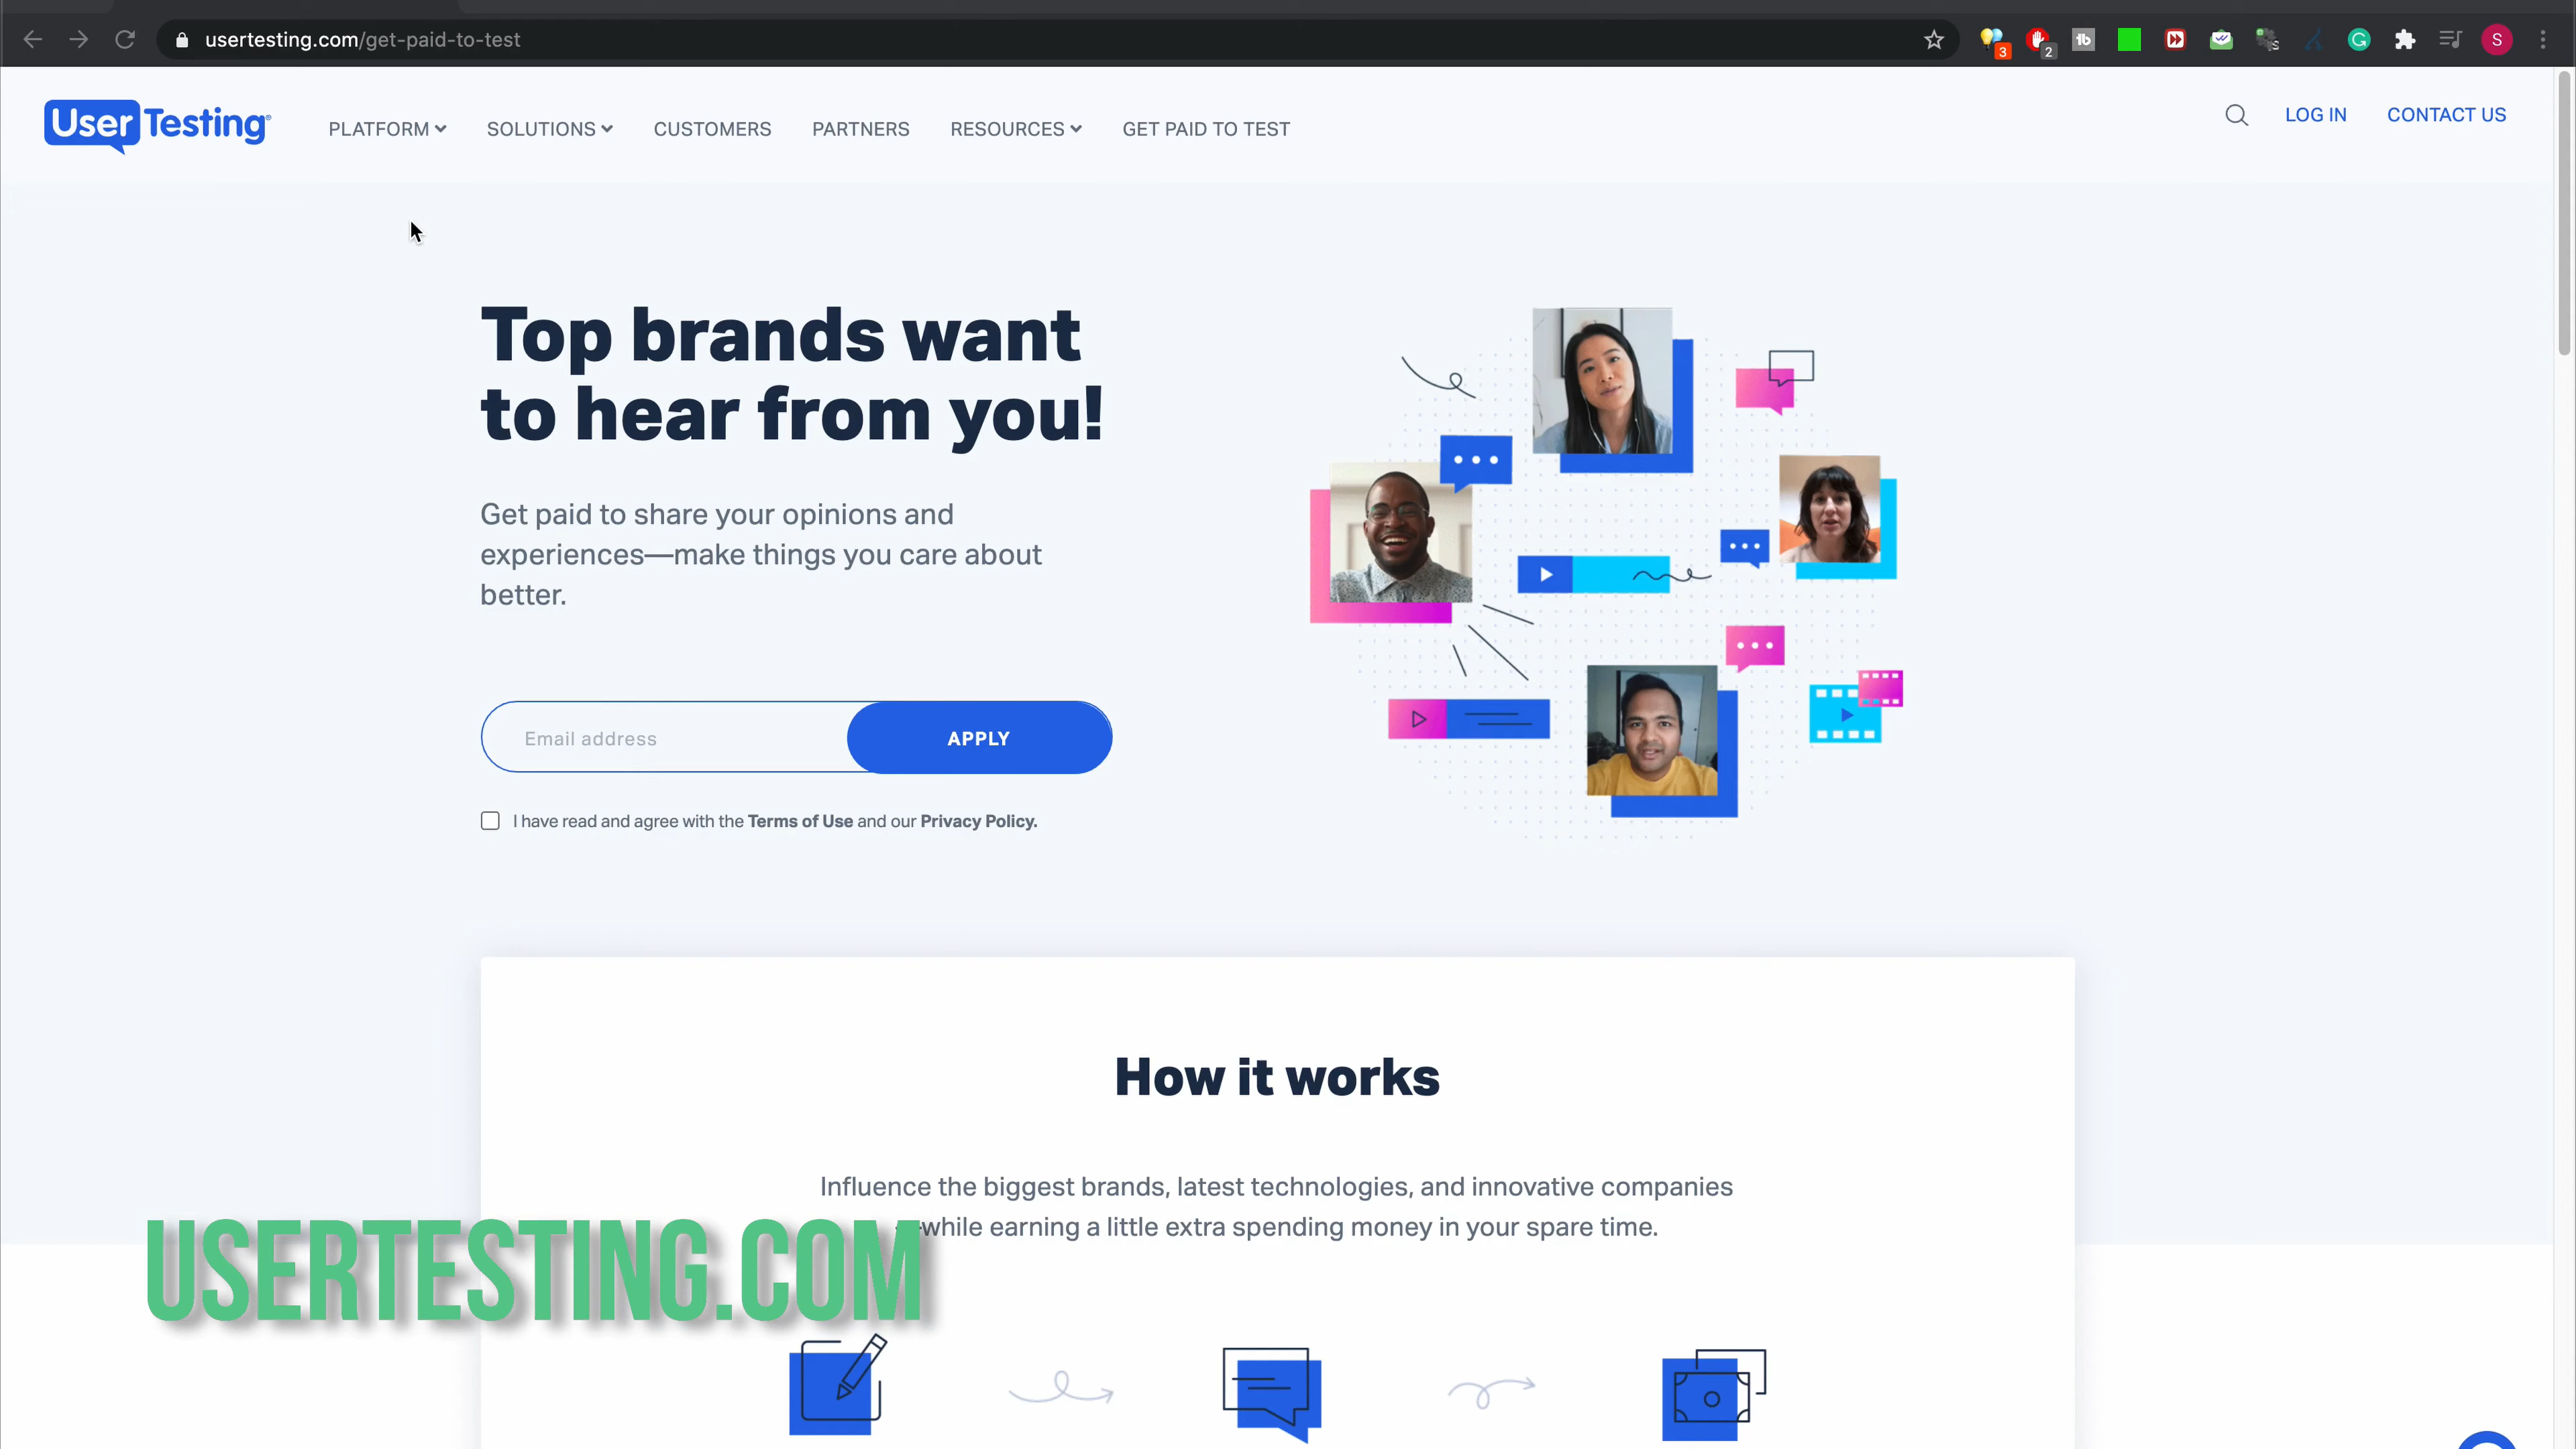 usertesting.com/get-paid-to-test
3
2
tb
G
S
UserTesting®
PLATFORM
SOLUTIONS
CUSTOMERS
PARTNERS
RESOURCES
GET PAID TO TEST
LOG IN
CONTACT US
Top brands want
to hear from you!
Get paid to share your opinions and
experiences—make things you care about
better.
Email address
APPLY
I have read and agree with the Terms of Use and our Privacy Policy.
How it works
Influence the biggest brands, latest technologies, and innovative companies
—while earning a little extra spending money in your spare time.
USERTESTING.COM